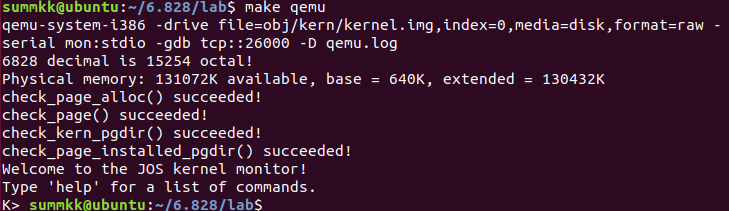 summkk@ubuntu:~/6.828/lab$ make qemu
qemu-system-i386 -drive file=obj/kern/kernel.img,index=0,media=disk,format=raw -
serial mon:stdio -gdb tcp::26000 -D qemu.log
6828 decimal is 15254 octal!
Physical memory: 131072K available, base = 640K, extended = 130432K
check_page_alloc() succeeded!
check_page() succeeded!
check_kern_pgdir() succeeded!
check_page_installed_pgdir() succeeded!
Welcome to the JOS kernel monitor!
Type 'help' for a list of commands.
K> summkk@ubuntu:~/6.828/lab$